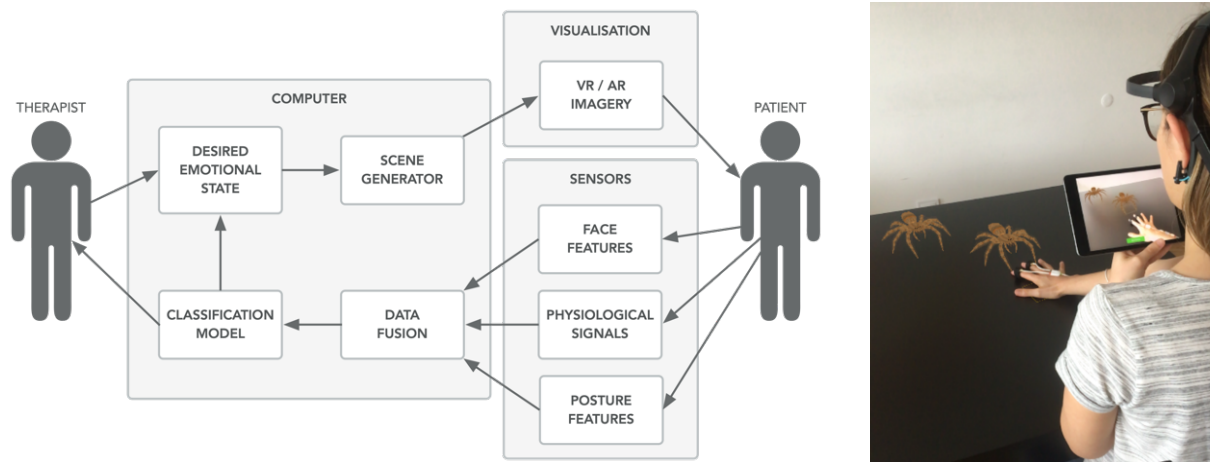 VISUALISATION
VR / AR
IMAGERY
THERAPIST
COMPUTER
PATIENT
DESIRED
EMOTIONAL
STATE
SCENE
GENERATOR
SENSORS
FACE
FEATURES
CLASSIFICATION
MODEL
DATA
FUSION
PHYSIOLOGICAL
SIGNALS
POSTURE
FEATURES